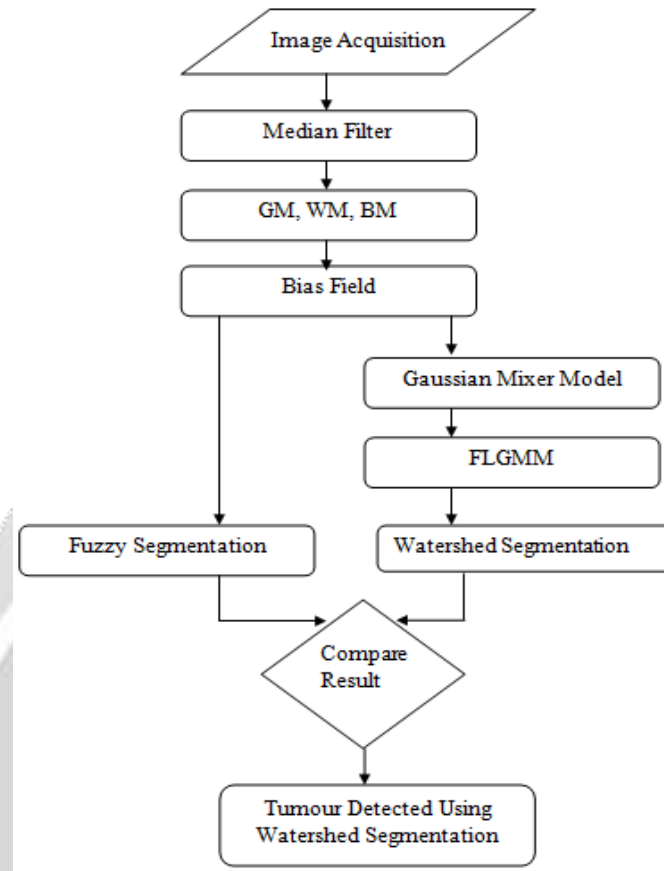 Image Acquisition
Median Filter
GM, WM, BM
Bias Field
Gaussian Mixer Model
FLGMM
Fuzzy Segmentation
Watershed Segmentation
Compare
Result
Tumour Detected Using
Watershed Segmentation